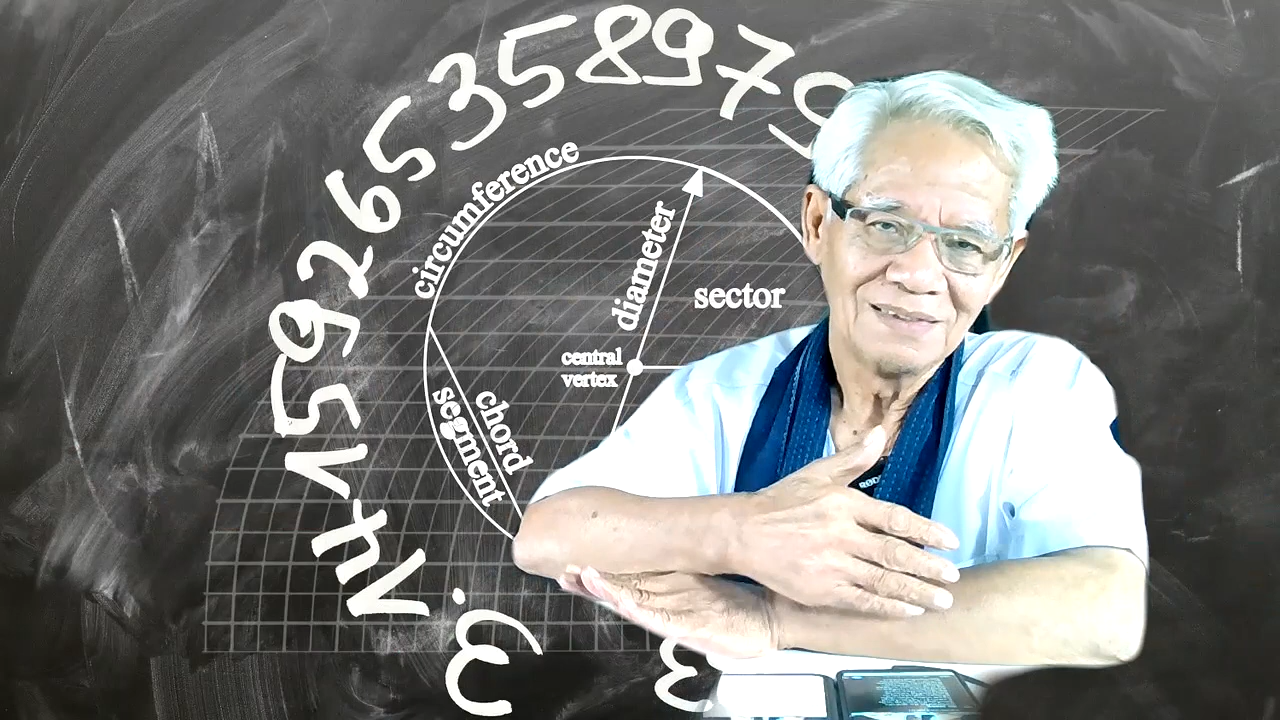 3.14159265358979
circumference
diameter
sector
central
vertex
chord
segment
3